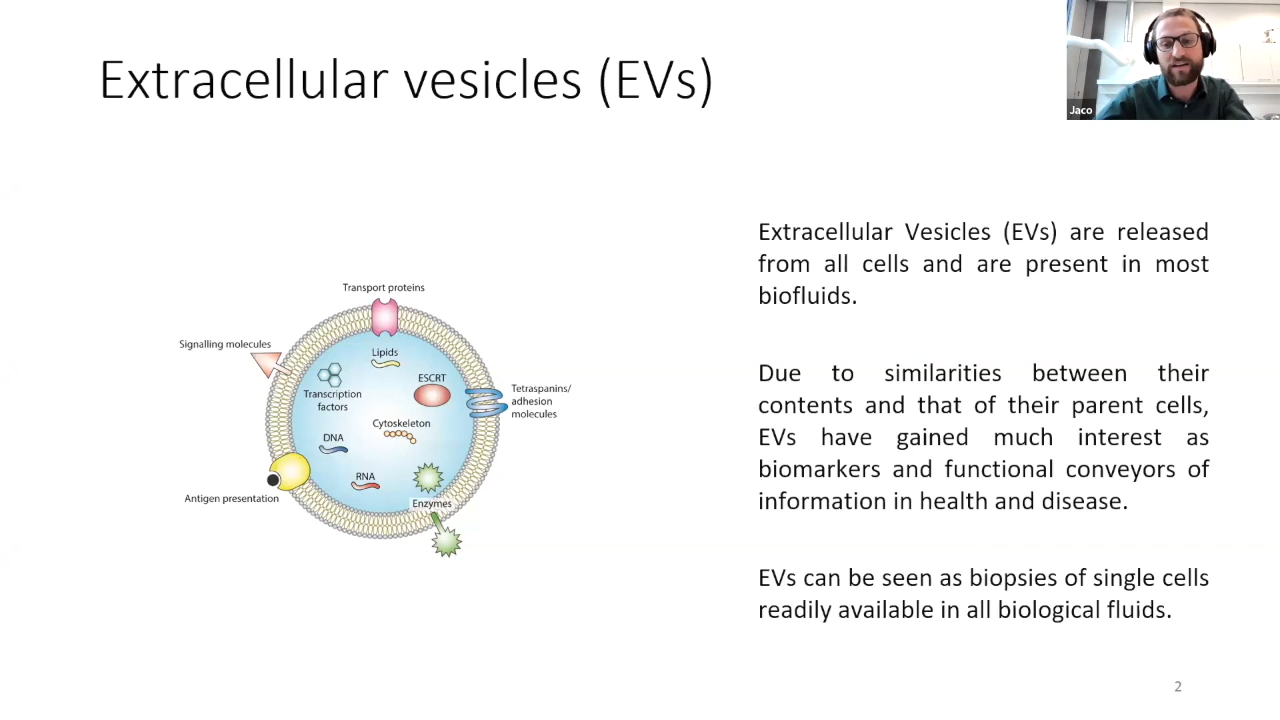 Extracellular vesicles (EVs)
Jaco
Transport proteins
Signalling molecules
Lipids
ESCRT
Transcription
factors
Tetraspanins/
adhesion
molecules
Cytoskeleton
DNA
RNA
Antigen presentation
Enzymes
Extracellular Vesicles (EVs) are released
from all cells and are present in most
biofluids.
Due to similarities between their
contents and that of their parent cells,
EVs have gained much interest as
biomarkers and functional conveyors of
information in health and disease.
EVs can be seen as biopsies of single cells
readily available in all biological fluids.
2